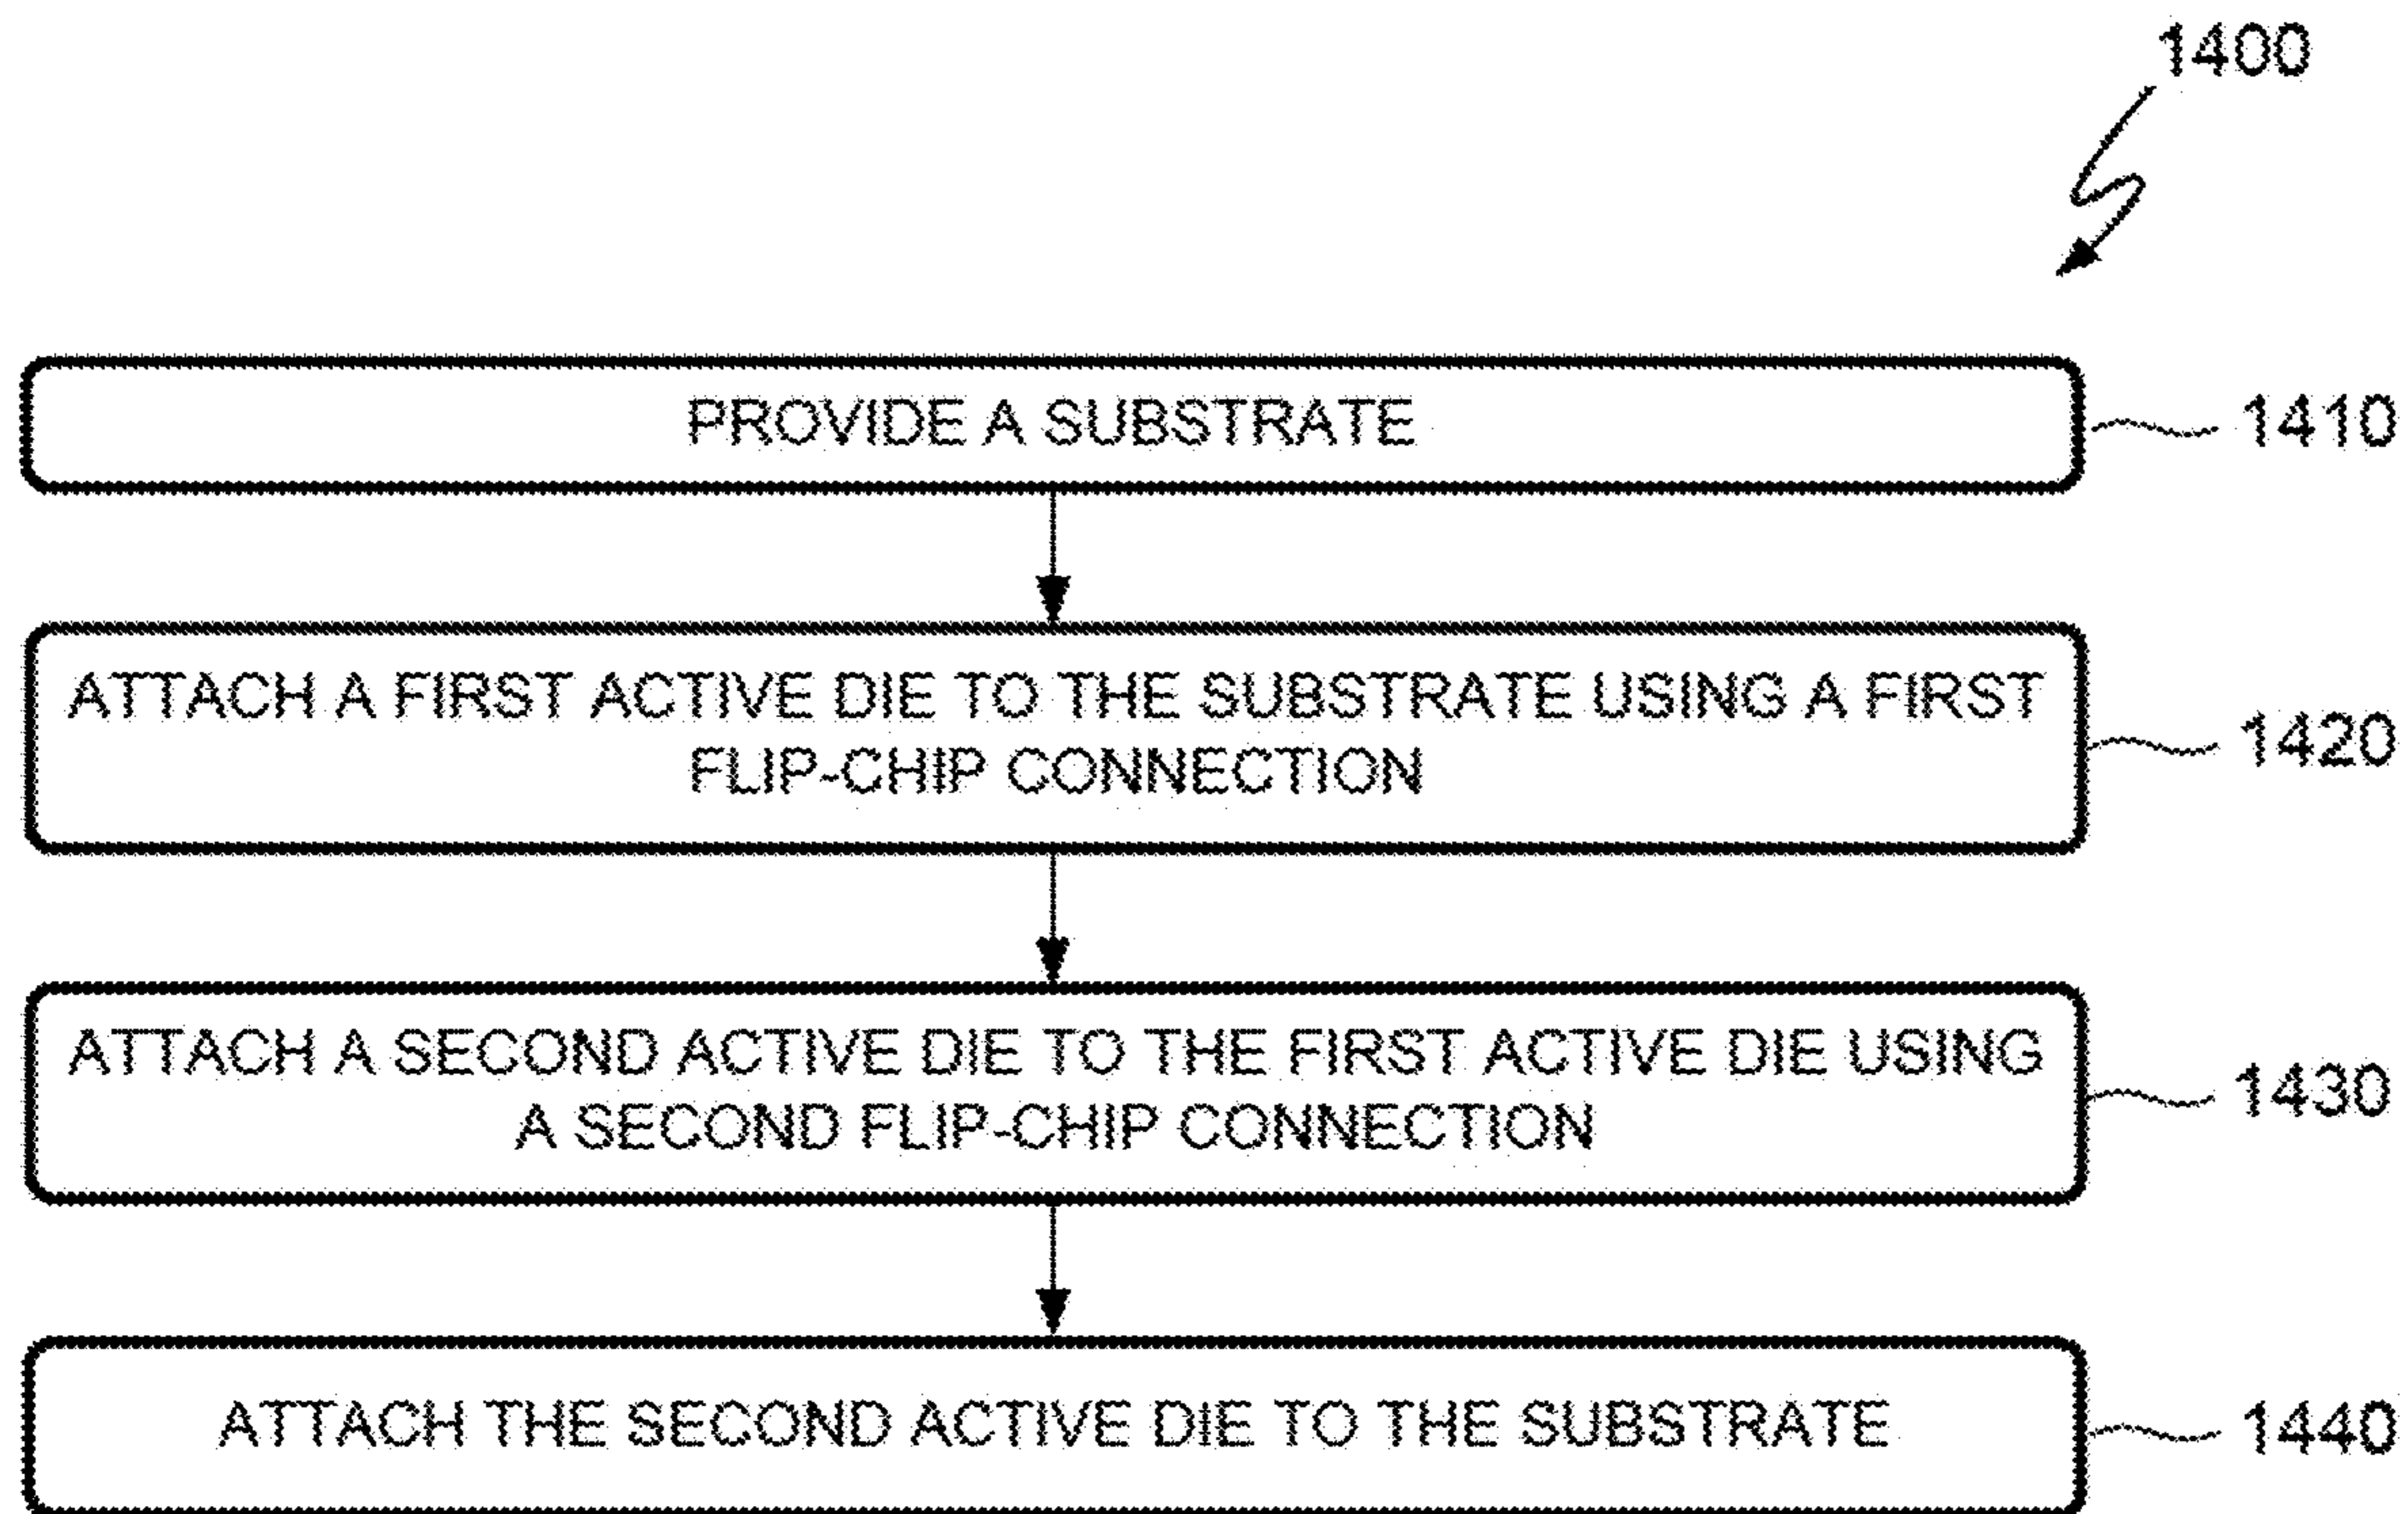 1400
PROVIDE A SUBSTRATE
1410
ATTACH A FIRST ACTIVE DIE TO THE SUBSTRATE USING A FIRST
FLIP-CHIP CONNECTION
1420
ATTACH A SECOND ACTIVE DIE TO THE FIRST ACTIVE DIE USING
A SECOND FLIP-CHIP CONNECTION
1430
ATTACH THE SECOND ACTIVE DIE TO THE SUBSTRATE
1440